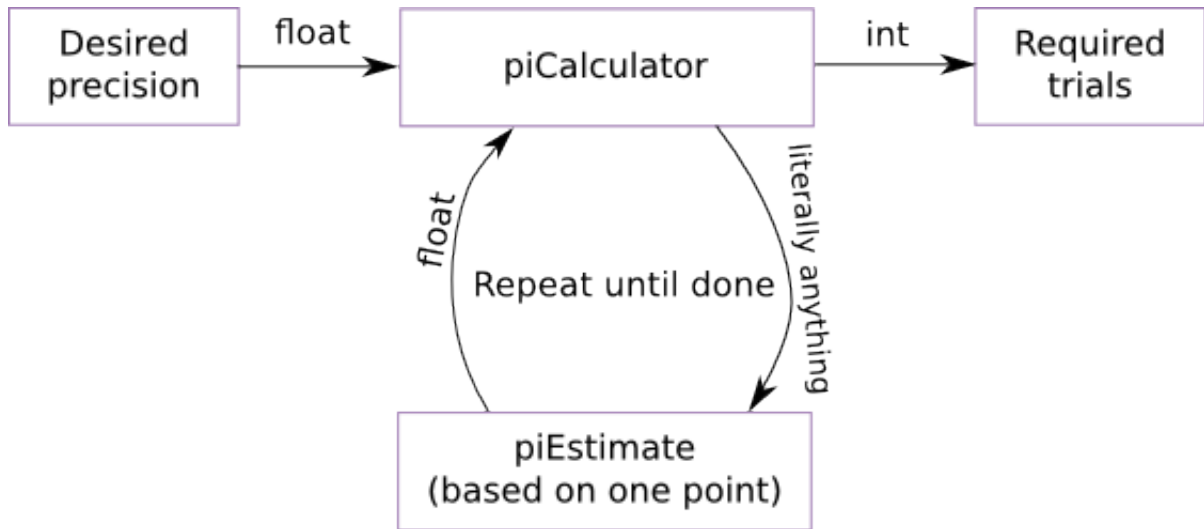 Desired
precision
float
piCalculator
int
Required
trials
float
Repeat until done
literally anything
piEstimate
(based on one point)